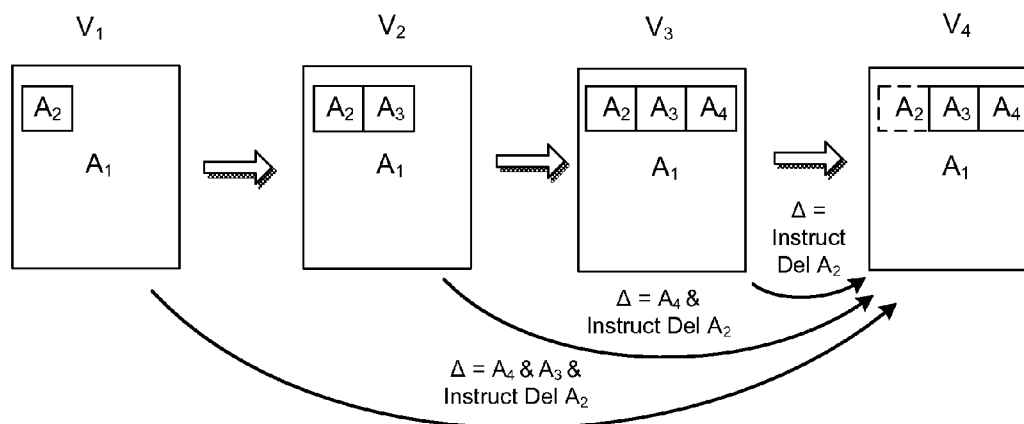 V₁ V₂ V₃ V₄
A₂ A₂ A₃ A₂ A₃ A₄ A₂ A₃ A₄
A₁ A₁ A₁ A₁
Δ =
Instruct
Del A₂
Δ = A₄ &
Instruct Del A₂
Δ = A₄ & A₃ &
Instruct Del A₂